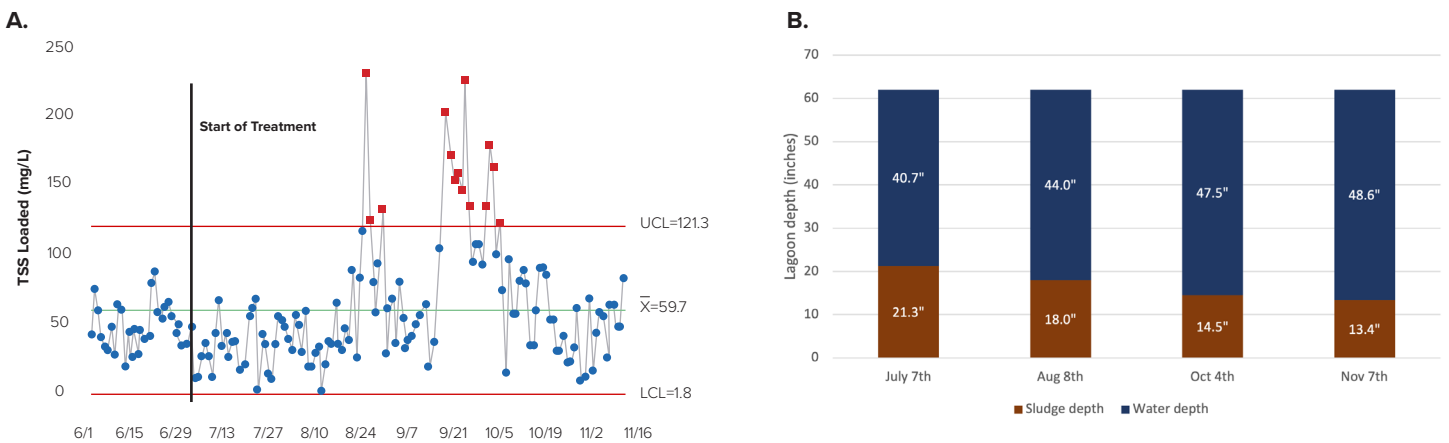 A.
250
200
150
100
50
0
TSS Loaded (mg/L)
Start of Treatment
UCL=121.3
X̅=59.7
LCL=1.8
6/1 6/15 6/29 7/13 7/27 8/10 8/24 9/7 9/21 10/5 10/19 11/2 11/16
B.
70
60
50
40
30
20
10
0
Lagoon depth (inches)
40.7" 44.0" 47.5" 48.6"
21.3" 18.0" 14.5" 13.4"
July 7th Aug 8th Oct 4th Nov 7th
Sludge depth Water depth